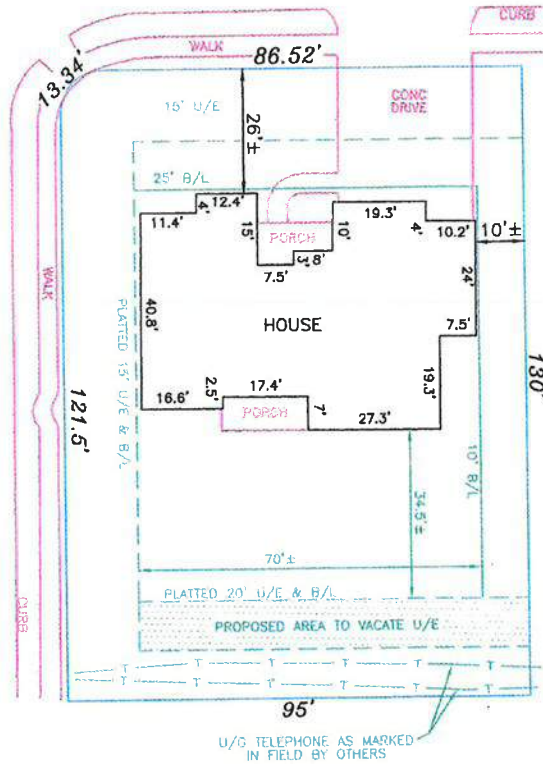 CURB
WALK
86.52'
13.34'
15' U/E
CONC
DRIVE
26'±
25' B/L
12.4'
4'
11.4'
15'
PORCH
10'
19.3'
4'
10.2'
10'±
3'
8'
7.5'
24'
WALK
40.8'
HOUSE
7.5'
PLATTED 15' U/E & B/L
130'
2.5'
17.4'
19.3'
16.6'
PORCH
7'
27.3'
121.5'
10' B/L
34.5'±
70'±
PLATTED 20' U/E & B/L
CURB
PROPOSED AREA TO VACATE U/E
T T T T T T
T T T T T T
95'
U/G TELEPHONE AS MARKED
IN FIELD BY OTHERS